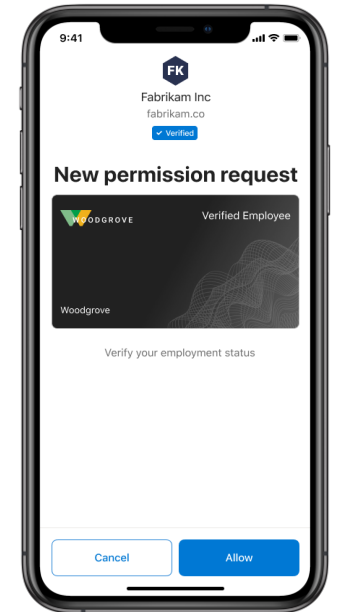 9:41
FK
Fabrikam Inc
fabrikam.co
Verified
New permission request
WOODGROVE
Verified Employee
Woodgrove
Verify your employment status
Cancel
Allow